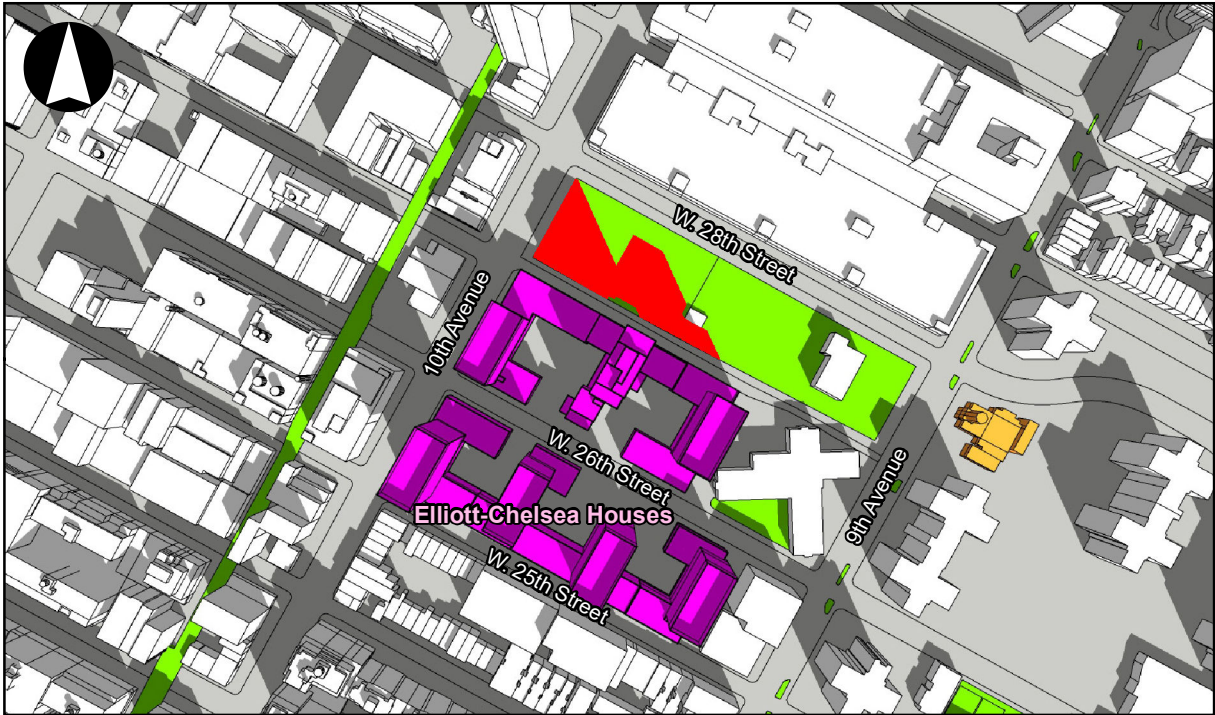 W. 28th Street
10th Avenue
W. 26th Street
9th Avenue
Elliott-Chelsea Houses
W. 25th Street